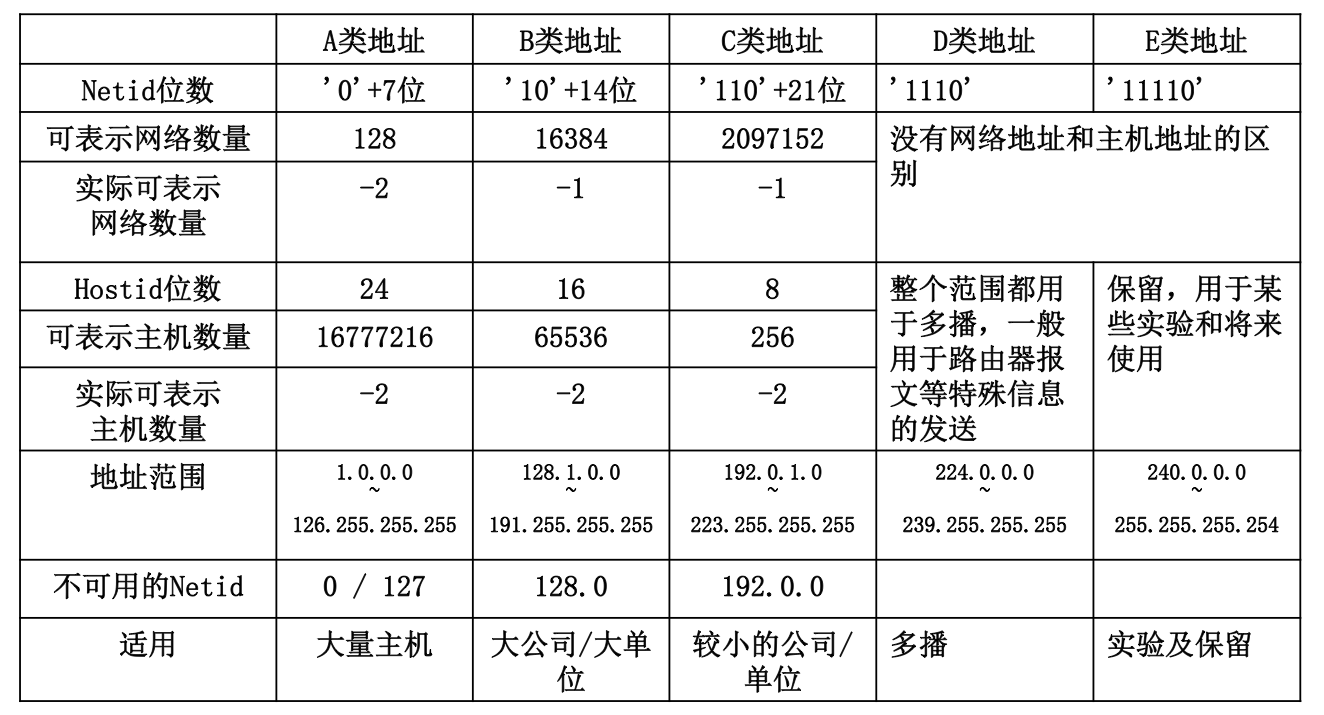 A类地址 B类地址 C类地址 D类地址 E类地址
Netid位数 '0'+7位 '10'+14位 '110'+21位 '1110' '11110'
可表示网络数量 128 16384 2097152 没有网络地址和主机地址的区
别
实际可表示 -2 -1 -1
网络数量
Hostid位数 24 16 8 整个范围都用 保留，用于某
于多播，一般 些实验和将来
可表示主机数量 16777216 65536 256 用于路由器报 使用
实际可表示 -2 -2 -2 文等特殊信息
主机数量 的发送
地址范围 1.0.0.0 128.1.0.0 192.0.1.0 224.0.0.0 240.0.0.0
~ ~ ~ ~ ~
126.255.255.255 191.255.255.255 223.255.255.255 239.255.255.255 255.255.255.254
不可用的Netid 0 / 127 128.0 192.0.0
适用 大量主机 大公司/大单 较小的公司/ 多播 实验及保留
位 单位